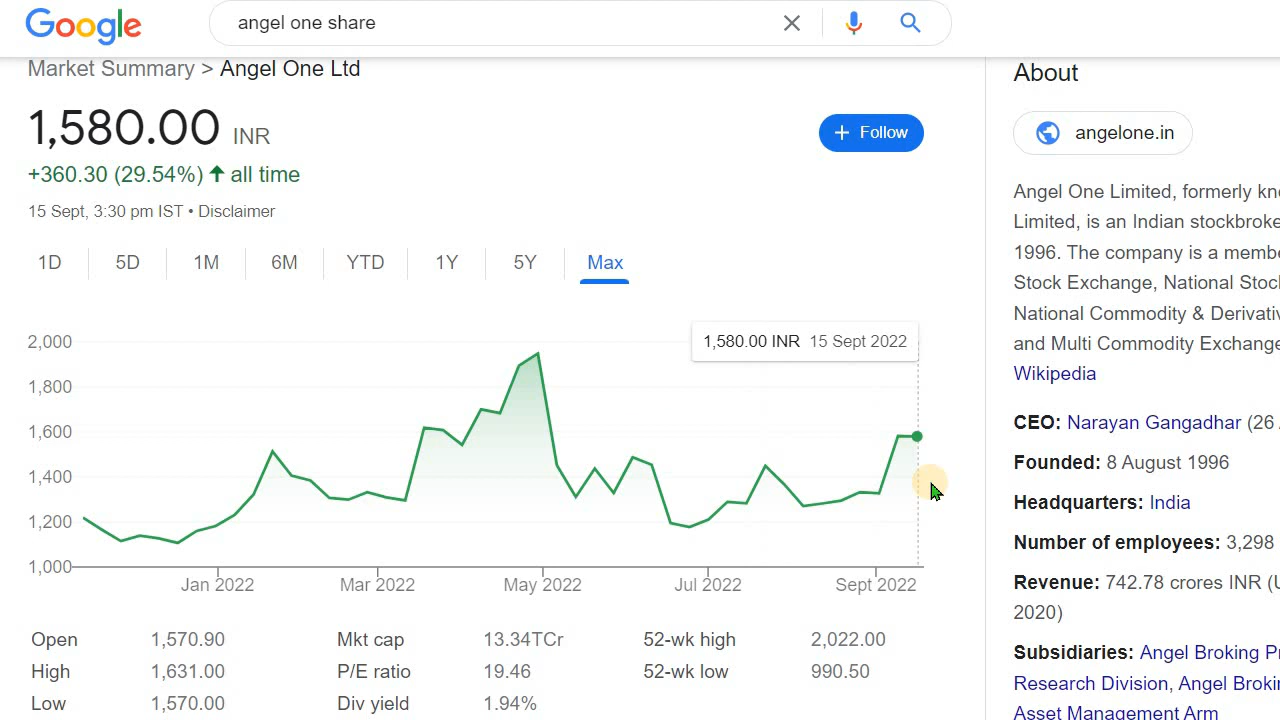 Google
angel one share
Market Summary > Angel One Ltd
1,580.00 INR
+ Follow
+360.30 (29.54%) ↑ all time
15 Sept, 3:30 pm IST • Disclaimer
1D 5D 1M 6M YTD 1Y 5Y Max
1,580.00 INR 15 Sept 2022
2,000
1,800
1,600
1,400
1,200
1,000
Jan 2022 Mar 2022 May 2022 Jul 2022 Sept 2022
Open 1,570.90 Mkt cap 13.34TCr 52-wk high 2,022.00
High 1,631.00 P/E ratio 19.46 52-wk low 990.50
Low 1,570.00 Div yield 1.94%
About
angelone.in
Angel One Limited, formerly
Limited, is an Indian
1996. The company is a
Stock Exchange, National
National Commodity &
and Multi Commodity
Wikipedia
CEO: Narayan Gangadhar (26
Founded: 8 August 1996
Headquarters: India
Number of employees: 3,298
Revenue: 742.78 crores INR
2020)
Subsidiaries: Angel Broking
Research Division, Angel
Asset Management Arm